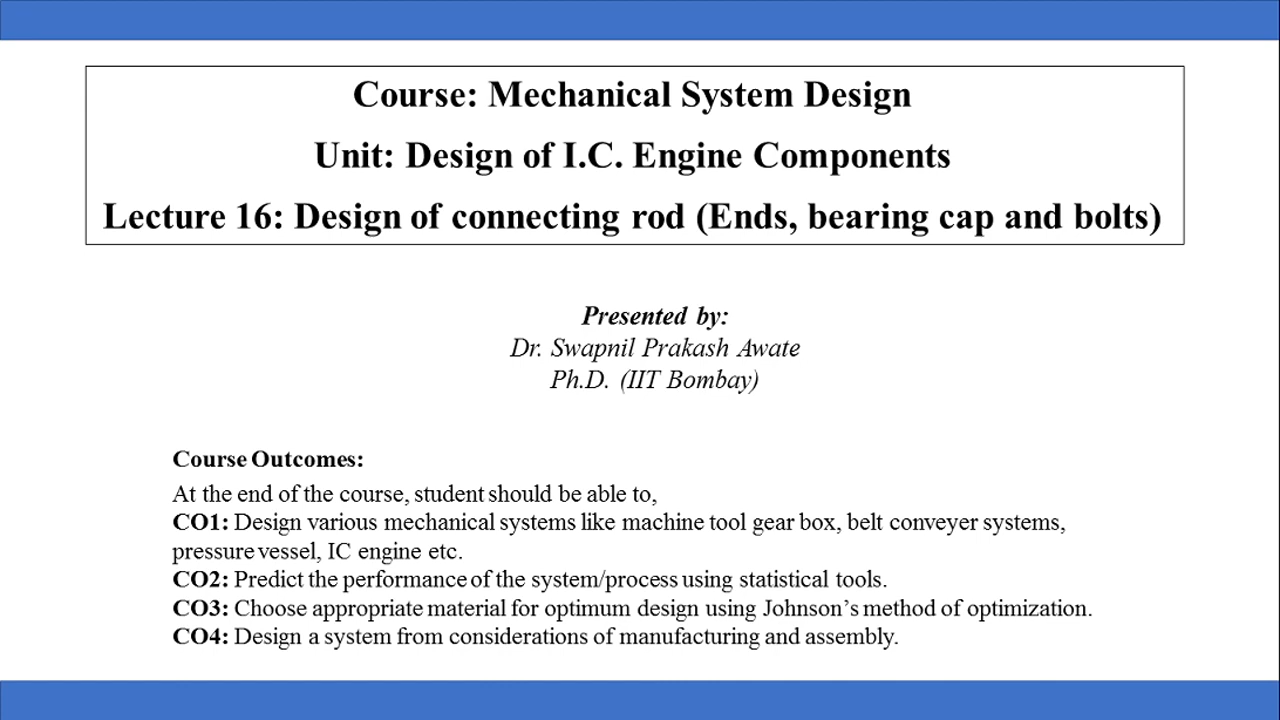 Course: Mechanical System Design
Unit: Design of I.C. Engine Components
Lecture 16: Design of connecting rod (Ends, bearing cap and bolts)
Presented by:
Dr. Swapnil Prakash Awate
Ph.D. (IIT Bombay)
Course Outcomes:
At the end of the course, student should be able to,
CO1: Design various mechanical systems like machine tool gear box, belt conveyer systems,
pressure vessel, IC engine etc.
CO2: Predict the performance of the system/process using statistical tools.
CO3: Choose appropriate material for optimum design using Johnson’s method of optimization.
CO4: Design a system from considerations of manufacturing and assembly.